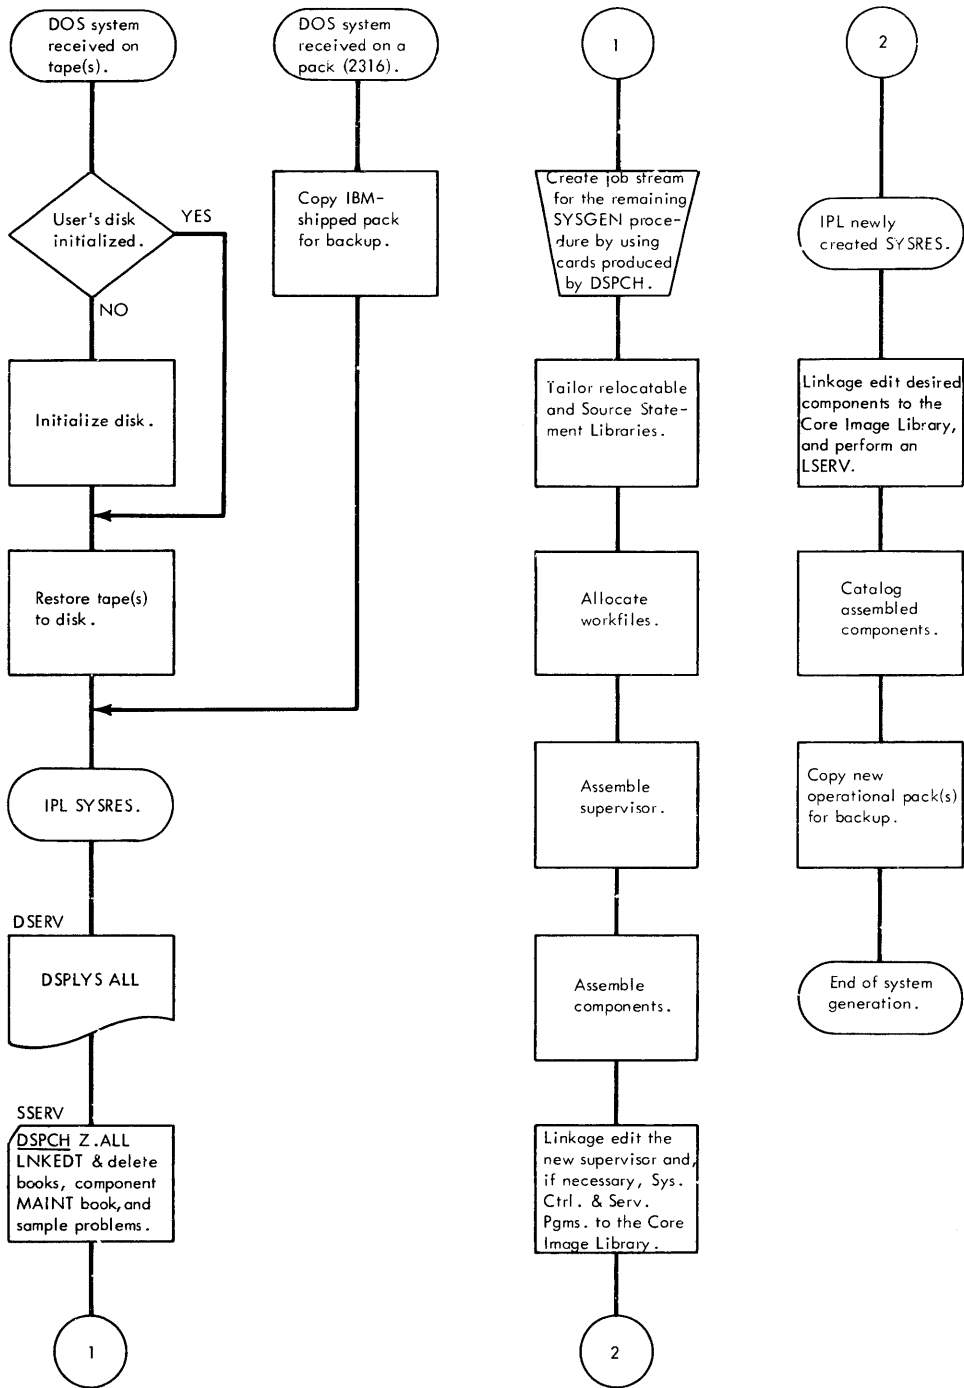 DOS system
received on
tape(s).
User's disk
initialized.
YES
NO
Initialize disk.
Restore tape(s)
to disk.
DOS system
received on a
pack (2316).
Copy IBM-
shipped pack
for backup.
IPL SYSRES.
DSERV
DSPLYS ALL
SSERV
DSPCH Z.ALL
LNKEDT & delete
books, component
MAINT book, and
sample problems.
1
1
Create job stream
for the remaining
SYSGEN proce-
dure by using
cards produced
by DSPCH.
Tailor relocatable
and Source State-
ment Libraries.
Allocate
workfiles.
Assemble
supervisor.
Assemble
components.
Linkage edit the
new supervisor and,
if necessary, Sys.
Ctrl. & Serv.
Pgms. to the Core
Image Library.
2
2
IPL newly
created SYSRES.
Linkage edit desired
components to the
Core Image Library,
and perform an
LSERV.
Catalog
assembled
components.
Copy new
operational pack(s)
for backup.
End of system
generation.